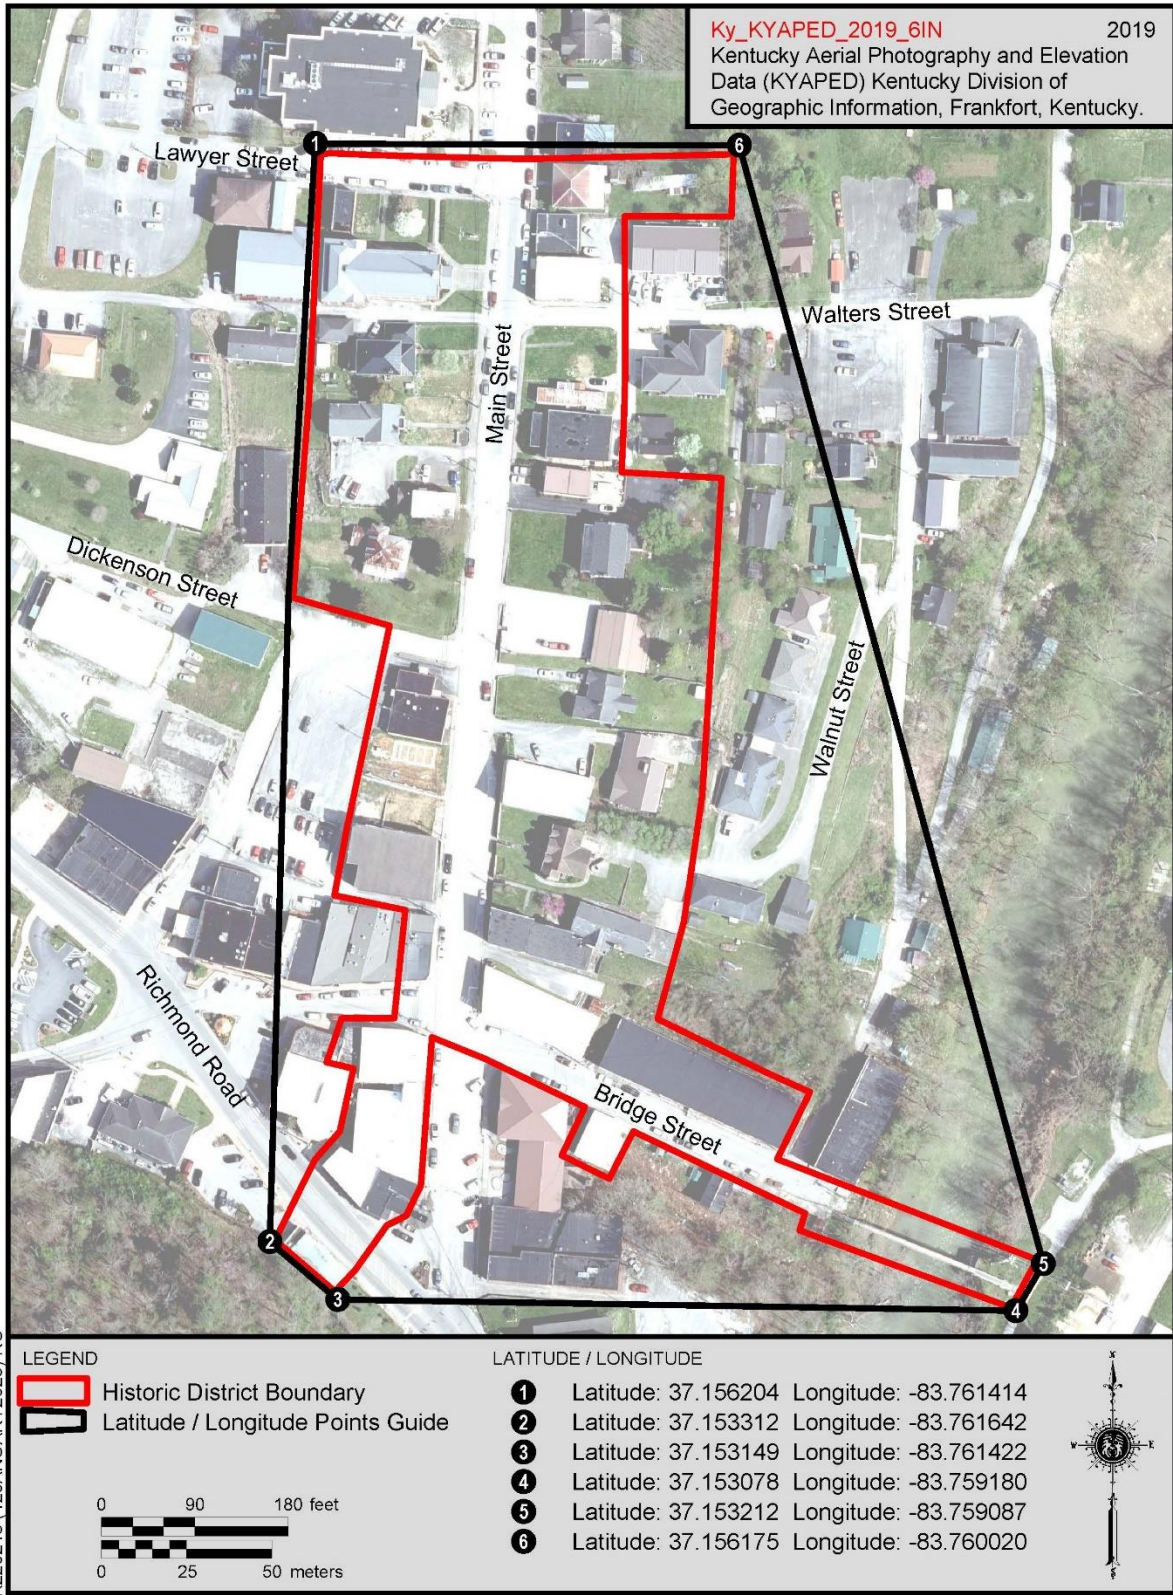 Ky_KYAPED_2019_6IN 2019
Kentucky Aerial Photography and Elevation
Data (KYAPED) Kentucky Division of
Geographic Information, Frankfort, Kentucky.
1
6
Lawyer Street
Walters Street
Main Street
Dickenson Street
Walnut Street
Richmond Road
Bridge Street
2
5
3
4
LEGEND
Historic District Boundary
Latitude / Longitude Points Guide
0 90 180 feet
0 25 50 meters
LATITUDE / LONGITUDE
1 Latitude: 37.156204 Longitude: -83.761414
2 Latitude: 37.153312 Longitude: -83.761642
3 Latitude: 37.153149 Longitude: -83.761422
4 Latitude: 37.153078 Longitude: -83.759180
5 Latitude: 37.153212 Longitude: -83.759087
6 Latitude: 37.156175 Longitude: -83.760020
N
W E
S